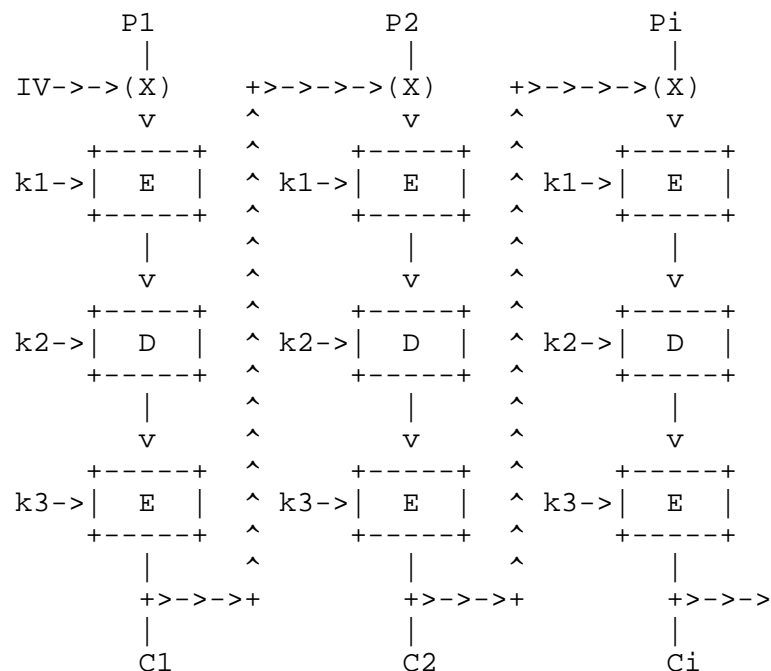 P1                P2                Pi
          |                 |                 |
  IV->->(X)    +>->->->(X)    +>->->->(X)
          v     ^           v     ^           v
      +-----+   ^       +-----+   ^       +-----+
  k1->|  E  |   ^   k1->|  E  |   ^   k1->|  E  |
      +-----+   ^       +-----+   ^       +-----+
          |     ^           |     ^           |
          v     ^           v     ^           v
      +-----+   ^       +-----+   ^       +-----+
  k2->|  D  |   ^   k2->|  D  |   ^   k2->|  D  |
      +-----+   ^       +-----+   ^       +-----+
          |     ^           |     ^           |
          v     ^           v     ^           v
      +-----+   ^       +-----+   ^       +-----+
  k3->|  E  |   ^   k3->|  E  |   ^   k3->|  E  |
      +-----+   ^       +-----+   ^       +-----+
          |     ^           |     ^           |
          +>->->+           +>->->+           +>->->
          |                 |                 |
         C1                C2                Ci